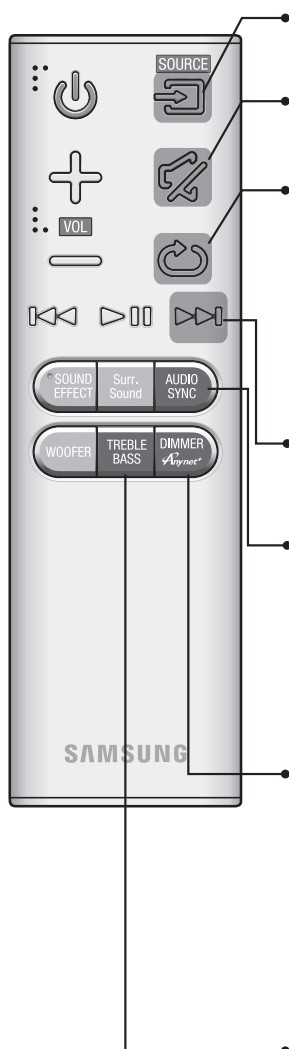 SOURCE
VOL
SOUND
EFFECT
Surr.
Sound
AUDIO
SYNC
WOOFER
TREBLE
BASS
DIMMER
Anynet+
SAMSUNG